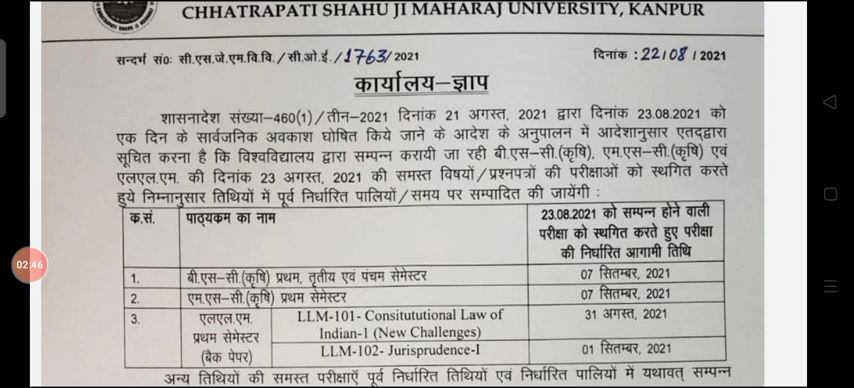 CHHATRAPATI SHAHU JI MAHARAJ UNIVERSITY, KANPUR
सन्दर्भ सं0: सी.एस.जे.एम.वि.वि./सी.ओ.ई./1763/2021 दिनांक : 22/08/2021
कार्यालय–ज्ञाप
शासनादेश संख्या–460(1)/तीन–2021 दिनांक 21 अगस्त, 2021 द्वारा दिनांक 23.08.2021 को
एक दिन के सार्वजनिक अवकाश घोषित किये जाने के आदेश के अनुपालन में आदेशानुसार एतद्द्वारा
सूचित करना है कि विश्वविद्यालय द्वारा सम्पन्न करायी जा रही बी.एस–सी.(कृषि), एम.एस–सी.(कृषि) एवं
एलएल.एम. की दिनांक 23 अगस्त, 2021 की समस्त विषयों/प्रश्नपत्रों की परीक्षाओं को स्थगित करते
हुये निम्नानुसार तिथियों में पूर्व निर्धारित पालियों/समय पर सम्पादित की जायेंगी :
क.सं. पाठ्यकम का नाम 23.08.2021 को सम्पन्न होने वाली
परीक्षा को स्थगित करते हुए परीक्षा
की निर्धारित आगामी तिथि
1. बी.एस–सी.(कृषि) प्रथम, तृतीय एवं पंचम सेमेस्टर 07 सितम्बर, 2021
2. एम.एस–सी.(कृषि) प्रथम सेमेस्टर 07 सितम्बर, 2021
3. एलएल.एम. LLM-101- Consitututional Law of 31 अगस्त, 2021
प्रथम सेमेस्टर Indian-1 (New Challenges)
(बैक पेपर) LLM-102- Jurisprudence-I 01 सितम्बर, 2021
अन्य तिथियों की समस्त परीक्षाएँ पूर्व निर्धारित तिथियों एवं निर्धारित पालियों में यथावत् सम्पन्न
02:46